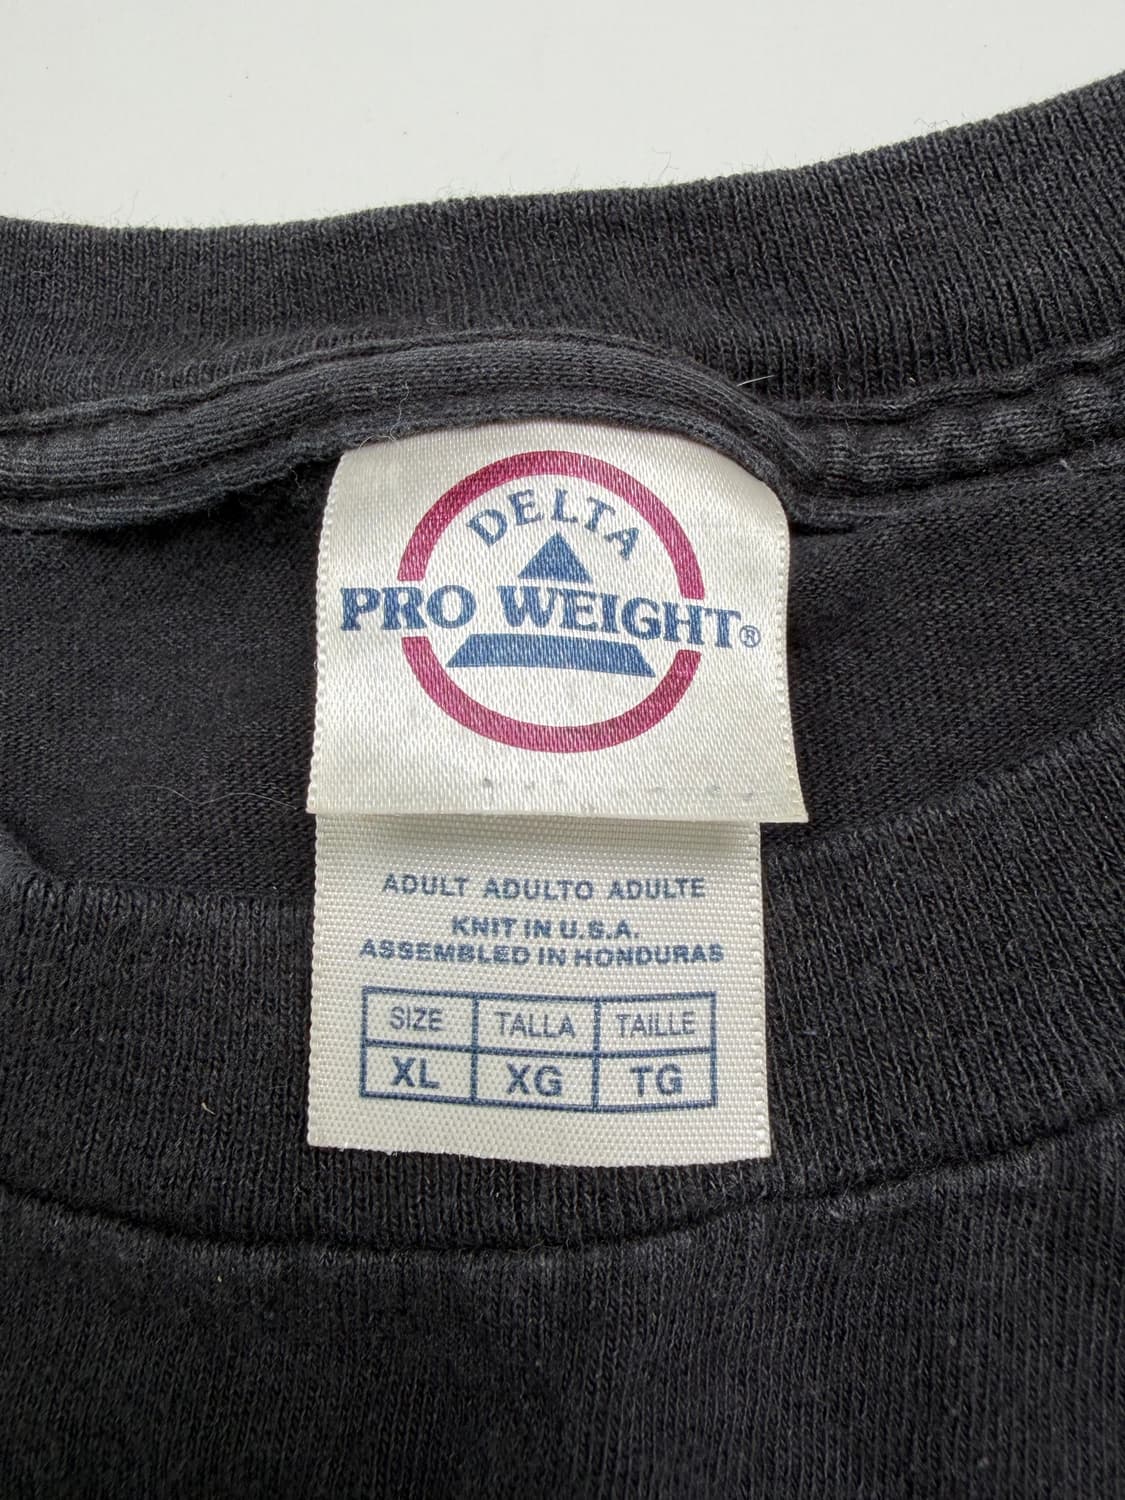 DELTA
PRO WEIGHT®
ADULT ADULTO ADULTE
KNIT IN U.S.A.
ASSEMBLED IN HONDURAS
SIZE TALLA TAILLE
XL XG TG